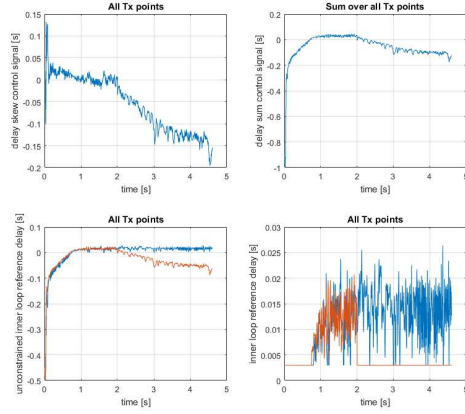 All Tx points
delay skew control signal [s]
0.15
0.1
0.05
0
-0.05
-0.1
-0.15
-0.2
0 1 2 3 4 5
time [s]
Sum over all Tx points
delay sum control signal [s]
0.2
0
-0.2
-0.4
-0.6
-0.8
-1
0 1 2 3 4 5
time [s]
All Tx points
unconstrained inner loop reference delay [s]
0.1
0
-0.1
-0.2
-0.3
-0.4
-0.5
0 1 2 3 4 5
time [s]
All Tx points
inner loop reference delay [s]
0.03
0.025
0.02
0.015
0.01
0.005
0
0 1 2 3 4 5
time [s]